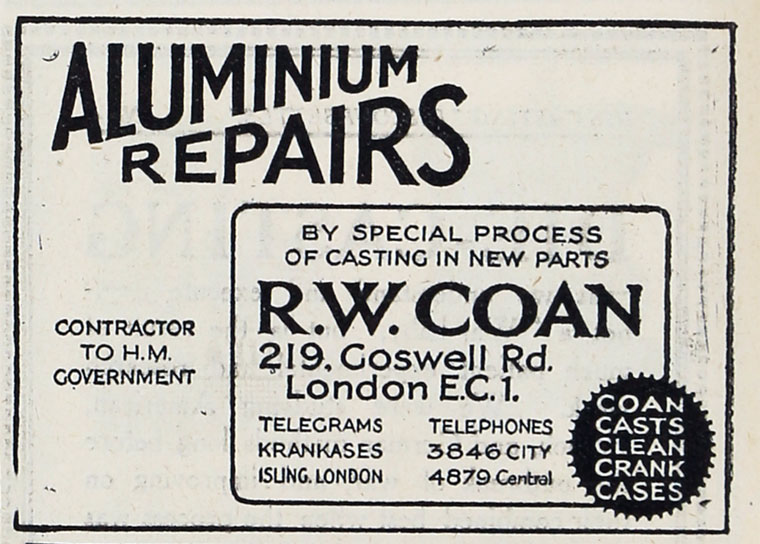 ALUMINIUM
REPAIRS
BY SPECIAL PROCESS
OF CASTING IN NEW PARTS
R.W. COAN
219, Goswell Rd.
London E.C. 1.
CONTRACTOR
TO H.M.
GOVERNMENT
TELEGRAMS
KRANKASES
ISLING, LONDON
TELEPHONES
3846 CITY
4879 Central
COAN
CASTS
CLEAN
CRANK
CASES